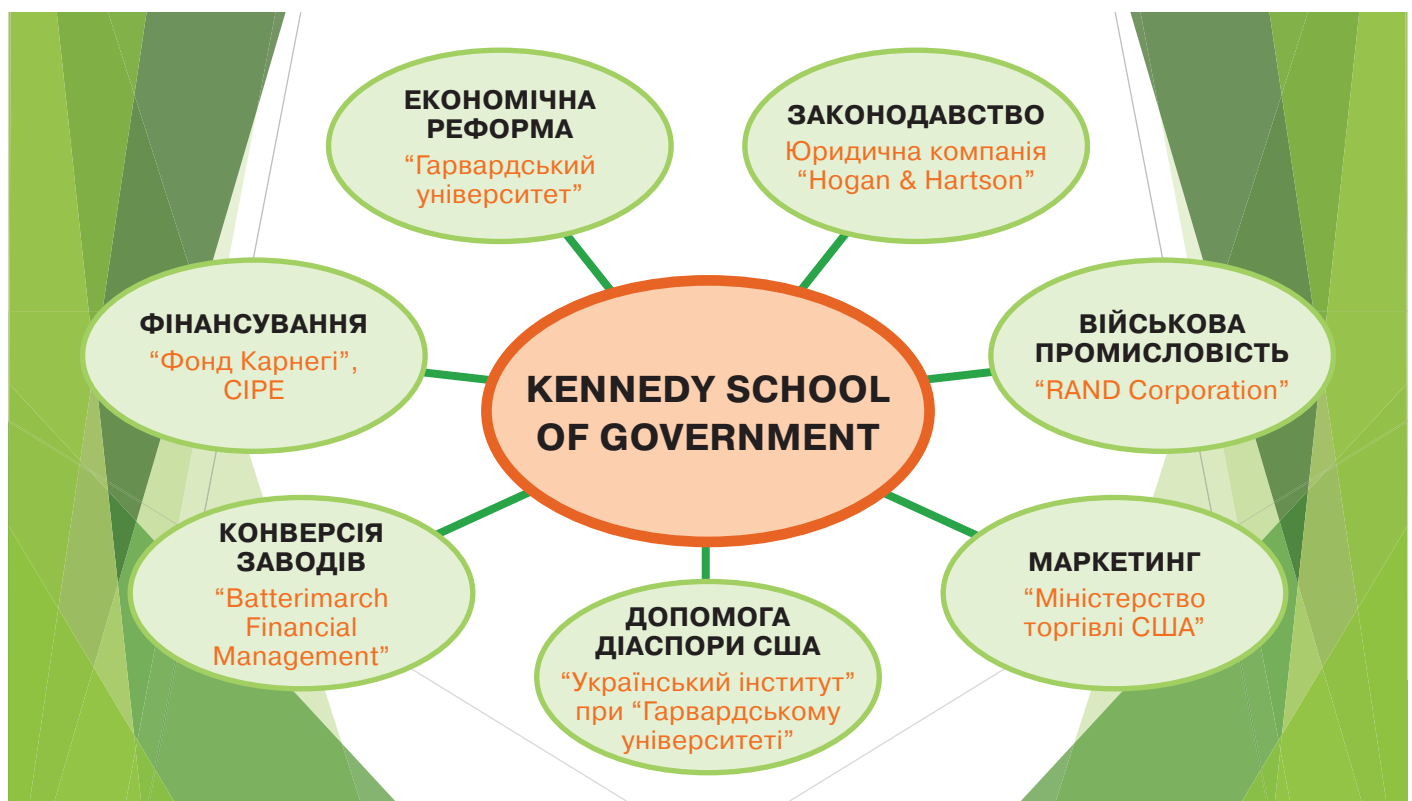 ЕКОНОМІЧНА
РЕФОРМА
“Гарвардський
університет”
ЗАКОНОДАВСТВО
Юридична компанія
“Hogan & Hartson”
ФІНАНСУВАННЯ
“Фонд Карнегі”,
CIPE
KENNEDY SCHOOL
OF GOVERNMENT
ВІЙСЬКОВА
ПРОМИСЛОВІСТЬ
“RAND Corporation”
КОНВЕРСІЯ
ЗАВОДІВ
“Batterimarch
Financial
Management”
ДОПОМОГА
ДІАСПОРИ США
“Український інститут”
при “Гарвардському
університеті”
МАРКЕТИНГ
“Міністерство
торгівлі США”